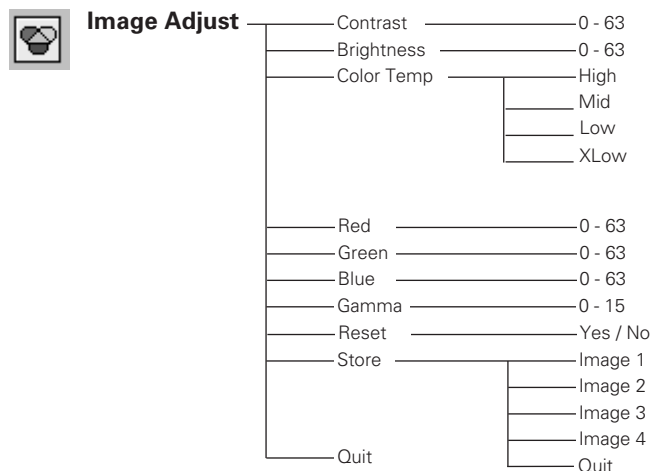 Image Adjust Contrast 0 - 63
Brightness 0 - 63
Color Temp High
Mid
Low
XLow
Red 0 - 63
Green 0 - 63
Blue 0 - 63
Gamma 0 - 15
Reset Yes / No
Store Image 1
Image 2
Image 3
Image 4
Quit Quit